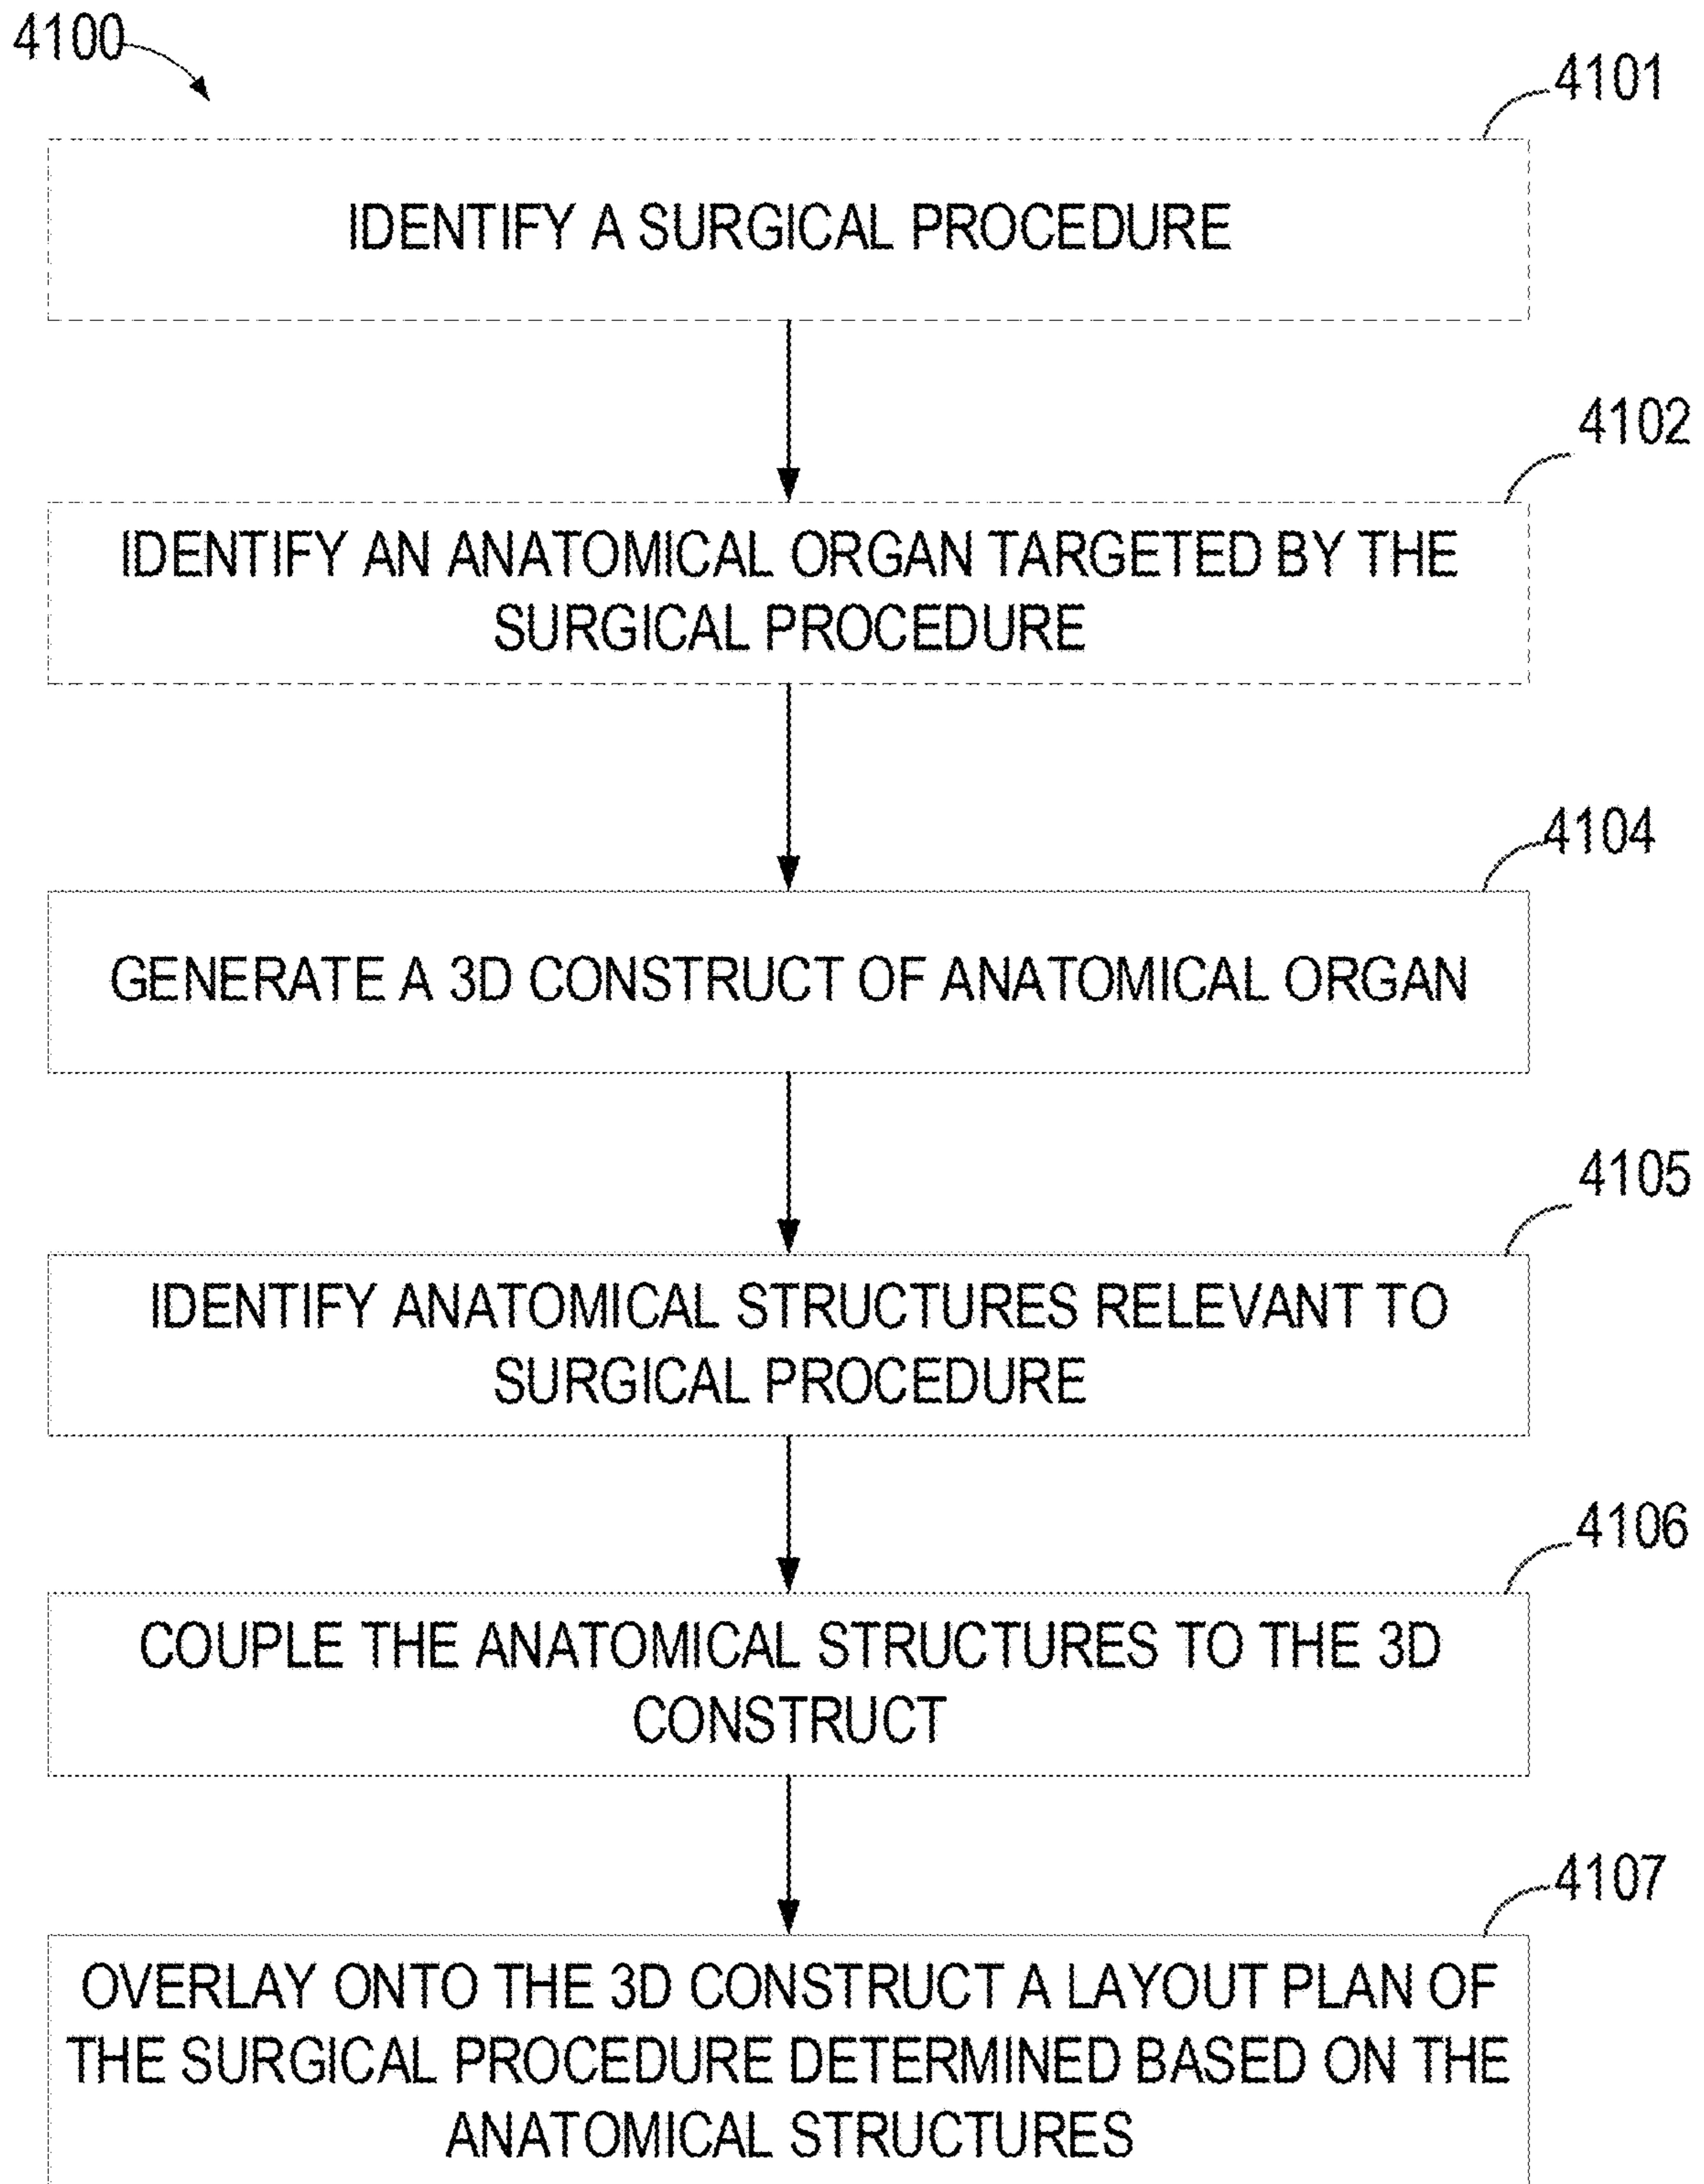 4100
4101
IDENTIFY A SURGICAL PROCEDURE
4102
IDENTIFY AN ANATOMICAL ORGAN TARGETED BY THE
SURGICAL PROCEDURE
4104
GENERATE A 3D CONSTRUCT OF ANATOMICAL ORGAN
4105
IDENTIFY ANATOMICAL STRUCTURES RELEVANT TO
SURGICAL PROCEDURE
4106
COUPLE THE ANATOMICAL STRUCTURES TO THE 3D
CONSTRUCT
4107
OVERLAY ONTO THE 3D CONSTRUCT A LAYOUT PLAN OF
THE SURGICAL PROCEDURE DETERMINED BASED ON THE
ANATOMICAL STRUCTURES